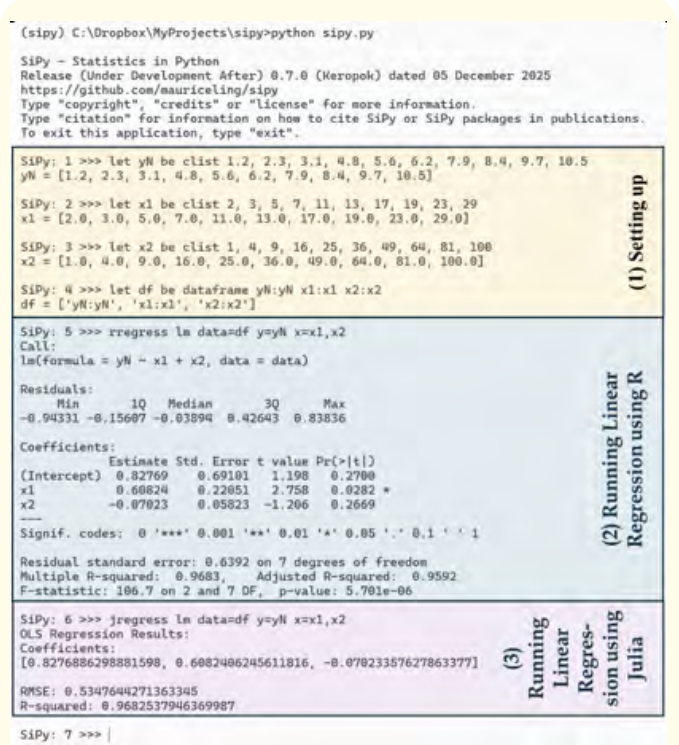 (sipy) C:\Dropbox\MyProjects\sipy>python sipy.py
SiPy - Statistics in Python
Release (Under Development After) 0.7.0 (Keropok) dated 05 December 2025
https://github.com/mauriceling/sipy
Type "copyright", "credits" or "license" for more information.
Type "citation" for information on how to cite SiPy or SiPy packages in publications.
To exit this application, type "exit".
SiPy: 1 >>> let yN be clist 1.2, 2.3, 3.1, 4.8, 5.6, 6.2, 7.9, 8.4, 9.7, 10.5
yN = [1.2, 2.3, 3.1, 4.8, 5.6, 6.2, 7.9, 8.4, 9.7, 10.5]
SiPy: 2 >>> let x1 be clist 2, 3, 5, 7, 11, 13, 17, 19, 23, 29
x1 = [2.0, 3.0, 5.0, 7.0, 11.0, 13.0, 17.0, 19.0, 23.0, 29.0]
SiPy: 3 >>> let x2 be clist 1, 4, 9, 16, 25, 36, 49, 64, 81, 100
x2 = [1.0, 4.0, 9.0, 16.0, 25.0, 36.0, 49.0, 64.0, 81.0, 100.0]
SiPy: 4 >>> let df be dataframe yN:yN x1:x1 x2:x2
df = ['yN:yN', 'x1:x1', 'x2:x2']
(1) Setting up
SiPy: 5 >>> rregress lm data=df y=yN x=x1,x2
Call:
lm(formula = yN ~ x1 + x2, data = data)
Residuals:
Min 1Q Median 3Q Max
-0.94331 -0.15607 -0.03894 0.42643 0.83836
Coefficients:
Estimate Std. Error t value Pr(>|t|)
(Intercept) 0.82769 0.69101 1.198 0.2700
x1 0.60824 0.22051 2.758 0.0282 *
x2 -0.07023 0.05823 -1.206 0.2669
---
Signif. codes: 0 '***' 0.001 '**' 0.01 '*' 0.05 '.' 0.1 ' ' 1
Residual standard error: 0.6392 on 7 degrees of freedom
Multiple R-squared: 0.9683, Adjusted R-squared: 0.9592
F-statistic: 106.7 on 2 and 7 DF, p-value: 5.701e-06
(2) Running Linear
Regression using R
SiPy: 6 >>> jregress lm data=df y=yN x=x1,x2
OLS Regression Results:
Coefficients:
[0.8276886298881598, 0.6082406245611816, -0.07023357627863377]
RMSE: 0.5347644271363345
R-squared: 0.9682537946369987
(3)
Running
Linear
Regres-
sion using
Julia
SiPy: 7 >>>